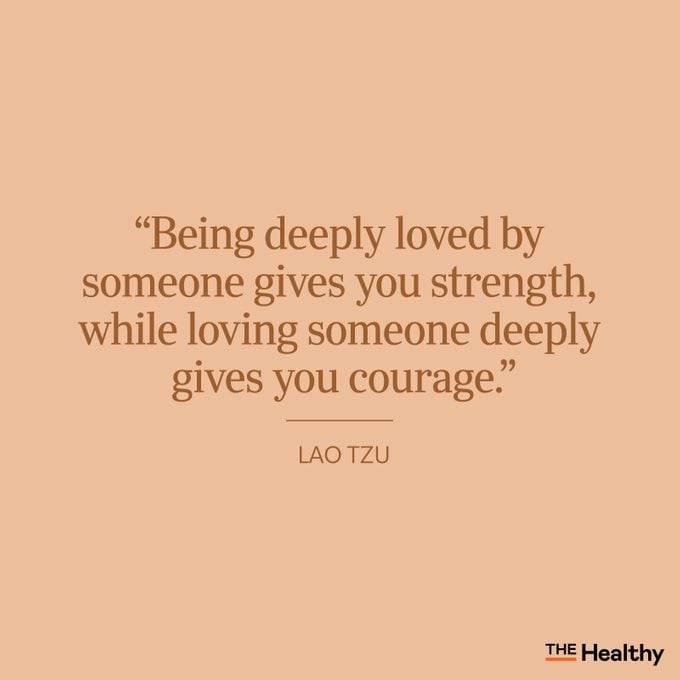 “Being deeply loved by
someone gives you strength,
while loving someone deeply
gives you courage.”
LAO TZU
THE Healthy